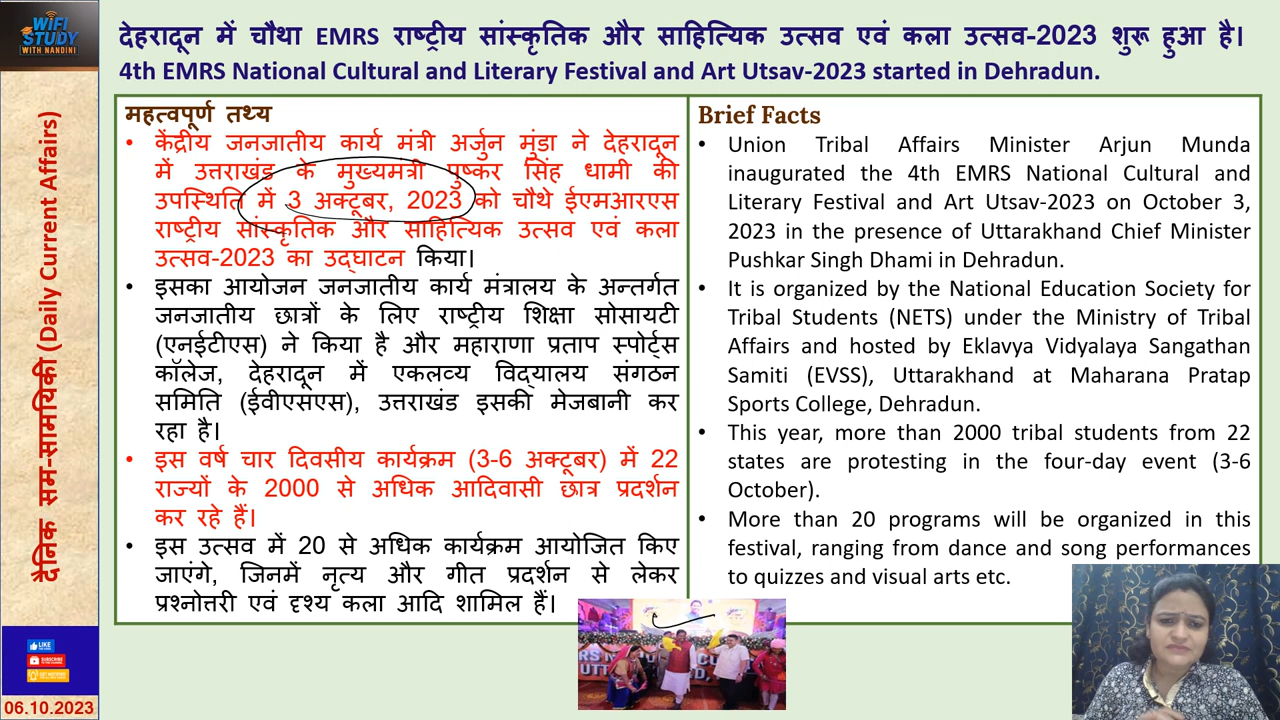 WiFi
STUDY
WITH NANDINI
देहरादून में चौथा EMRS राष्ट्रीय सांस्कृतिक और साहित्यिक उत्सव एवं कला उत्सव-2023 शुरू हुआ है।
4th EMRS National Cultural and Literary Festival and Art Utsav-2023 started in Dehradun.
दैनिक सम-सामयिकी (Daily Current Affairs)
महत्वपूर्ण तथ्य
• केंद्रीय जनजातीय कार्य मंत्री अर्जुन मुंडा ने देहरादून
में उत्तराखंड के मुख्यमंत्री पुष्कर सिंह धामी की
उपस्थिति में 3 अक्टूबर, 2023 को चौथे ईएमआरएस
राष्ट्रीय सांस्कृतिक और साहित्यिक उत्सव एवं कला
उत्सव-2023 का उद्घाटन किया।
• इसका आयोजन जनजातीय कार्य मंत्रालय के अन्तर्गत
जनजातीय छात्रों के लिए राष्ट्रीय शिक्षा सोसायटी
(एनईटीएस) ने किया है और महाराणा प्रताप स्पोर्ट्स
कॉलेज, देहरादून में एकलव्य विद्यालय संगठन
समिति (ईवीएसएस), उत्तराखंड इसकी मेजबानी कर
रहा है।
• इस वर्ष चार दिवसीय कार्यक्रम (3-6 अक्टूबर) में 22
राज्यों के 2000 से अधिक आदिवासी छात्र प्रदर्शन
कर रहे हैं।
• इस उत्सव में 20 से अधिक कार्यक्रम आयोजित किए
जाएंगे, जिनमें नृत्य और गीत प्रदर्शन से लेकर
प्रश्नोत्तरी एवं दृश्य कला आदि शामिल हैं।
Brief Facts
• Union Tribal Affairs Minister Arjun Munda
inaugurated the 4th EMRS National Cultural and
Literary Festival and Art Utsav-2023 on October 3,
2023 in the presence of Uttarakhand Chief Minister
Pushkar Singh Dhami in Dehradun.
• It is organized by the National Education Society for
Tribal Students (NETS) under the Ministry of Tribal
Affairs and hosted by Eklavya Vidyalaya Sangathan
Samiti (EVSS), Uttarakhand at Maharana Pratap
Sports College, Dehradun.
• This year, more than 2000 tribal students from 22
states are protesting in the four-day event (3-6
October).
• More than 20 programs will be organized in this
festival, ranging from dance and song performances
to quizzes and visual arts etc.
LIKE
SUBSCRIBE
06.10.2023